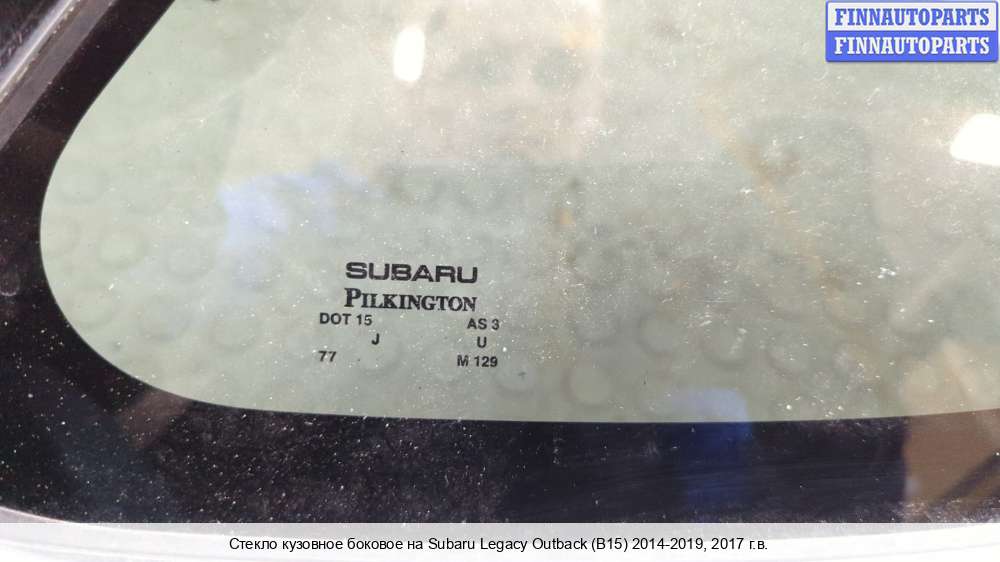 FINNAUTOPARTS
FINNAUTOPARTS
SUBARU
PILKINGTON
DOT 15 AS 3
J U
77 M 129
Стекло кузовное боковое на Subaru Legacy Outback (B15) 2014-2019, 2017 г.в.